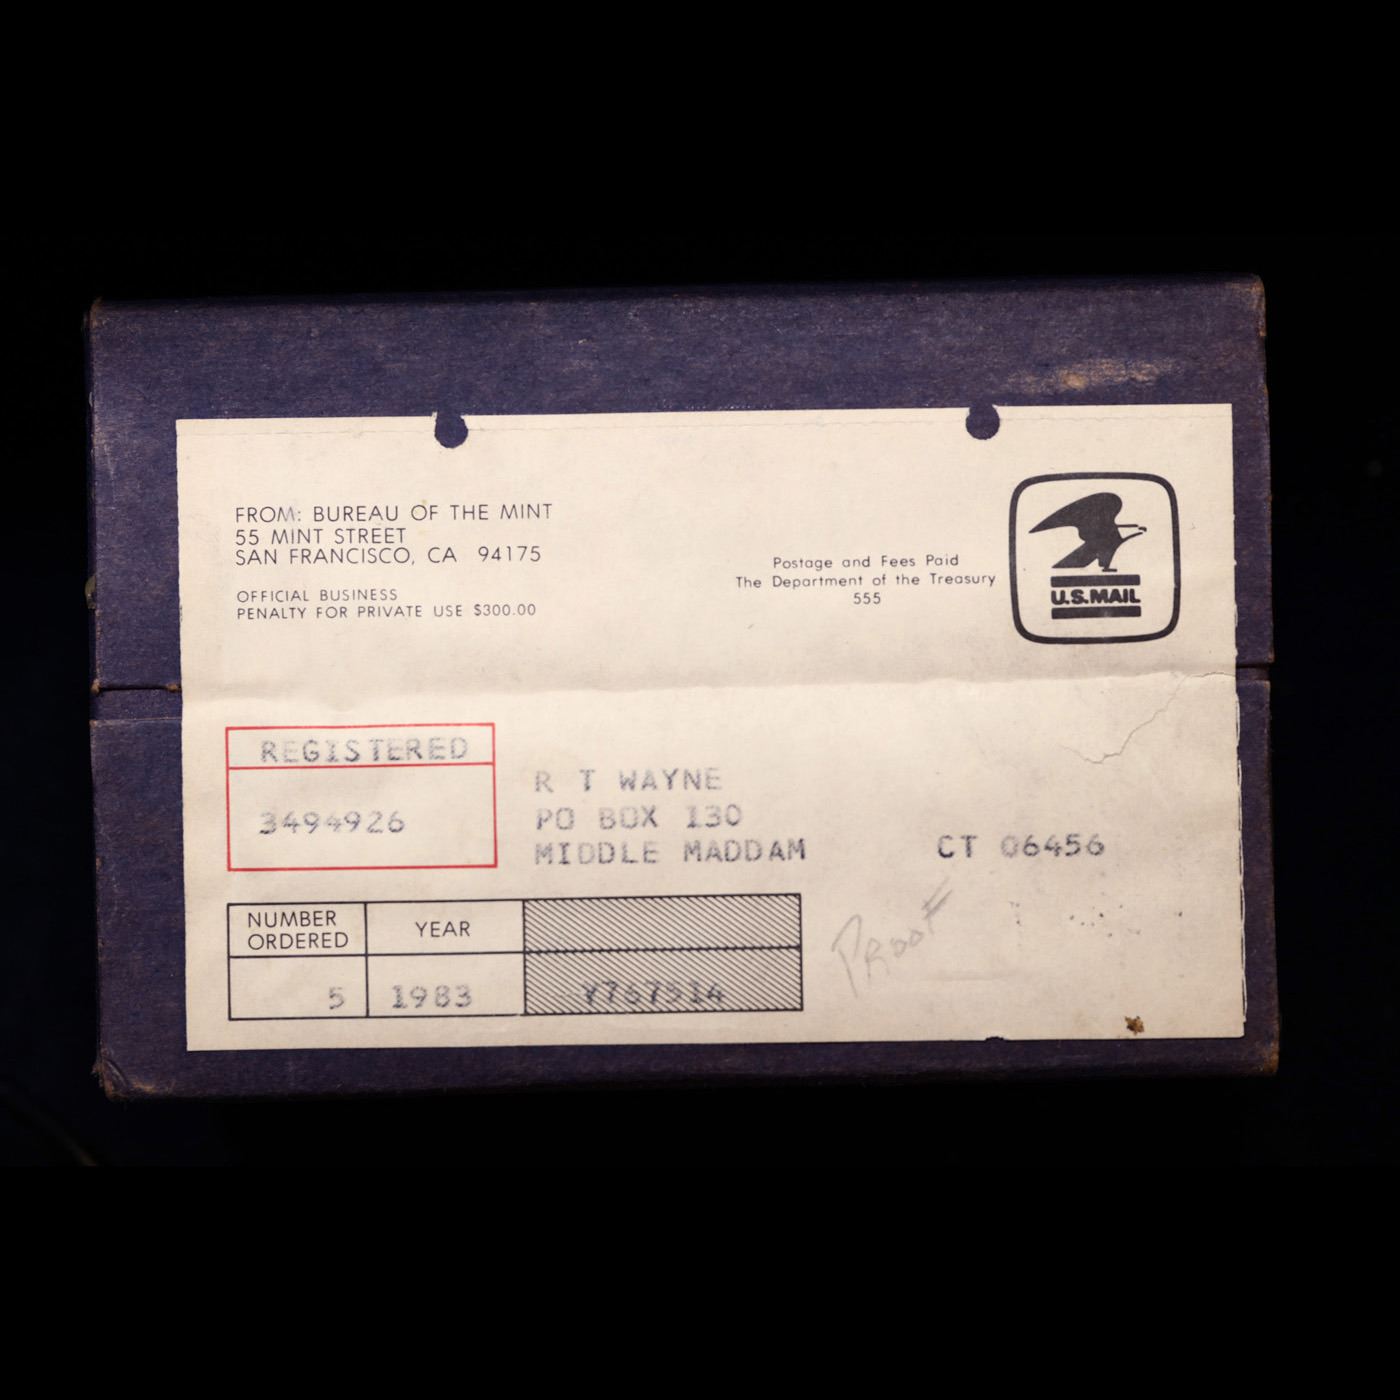 FROM: BUREAU OF THE MINT
55 MINT STREET
SAN FRANCISCO, CA 94175
OFFICIAL BUSINESS
PENALTY FOR PRIVATE USE $300.00
Postage and Fees Paid
The Department of the Treasury
555
U.S.MAIL
REGISTERED
3494926
R T WAYNE
PO BOX 130
MIDDLE MADDAM CT 06456
NUMBER ORDERED YEAR
5 1983 Y767514
PROOF